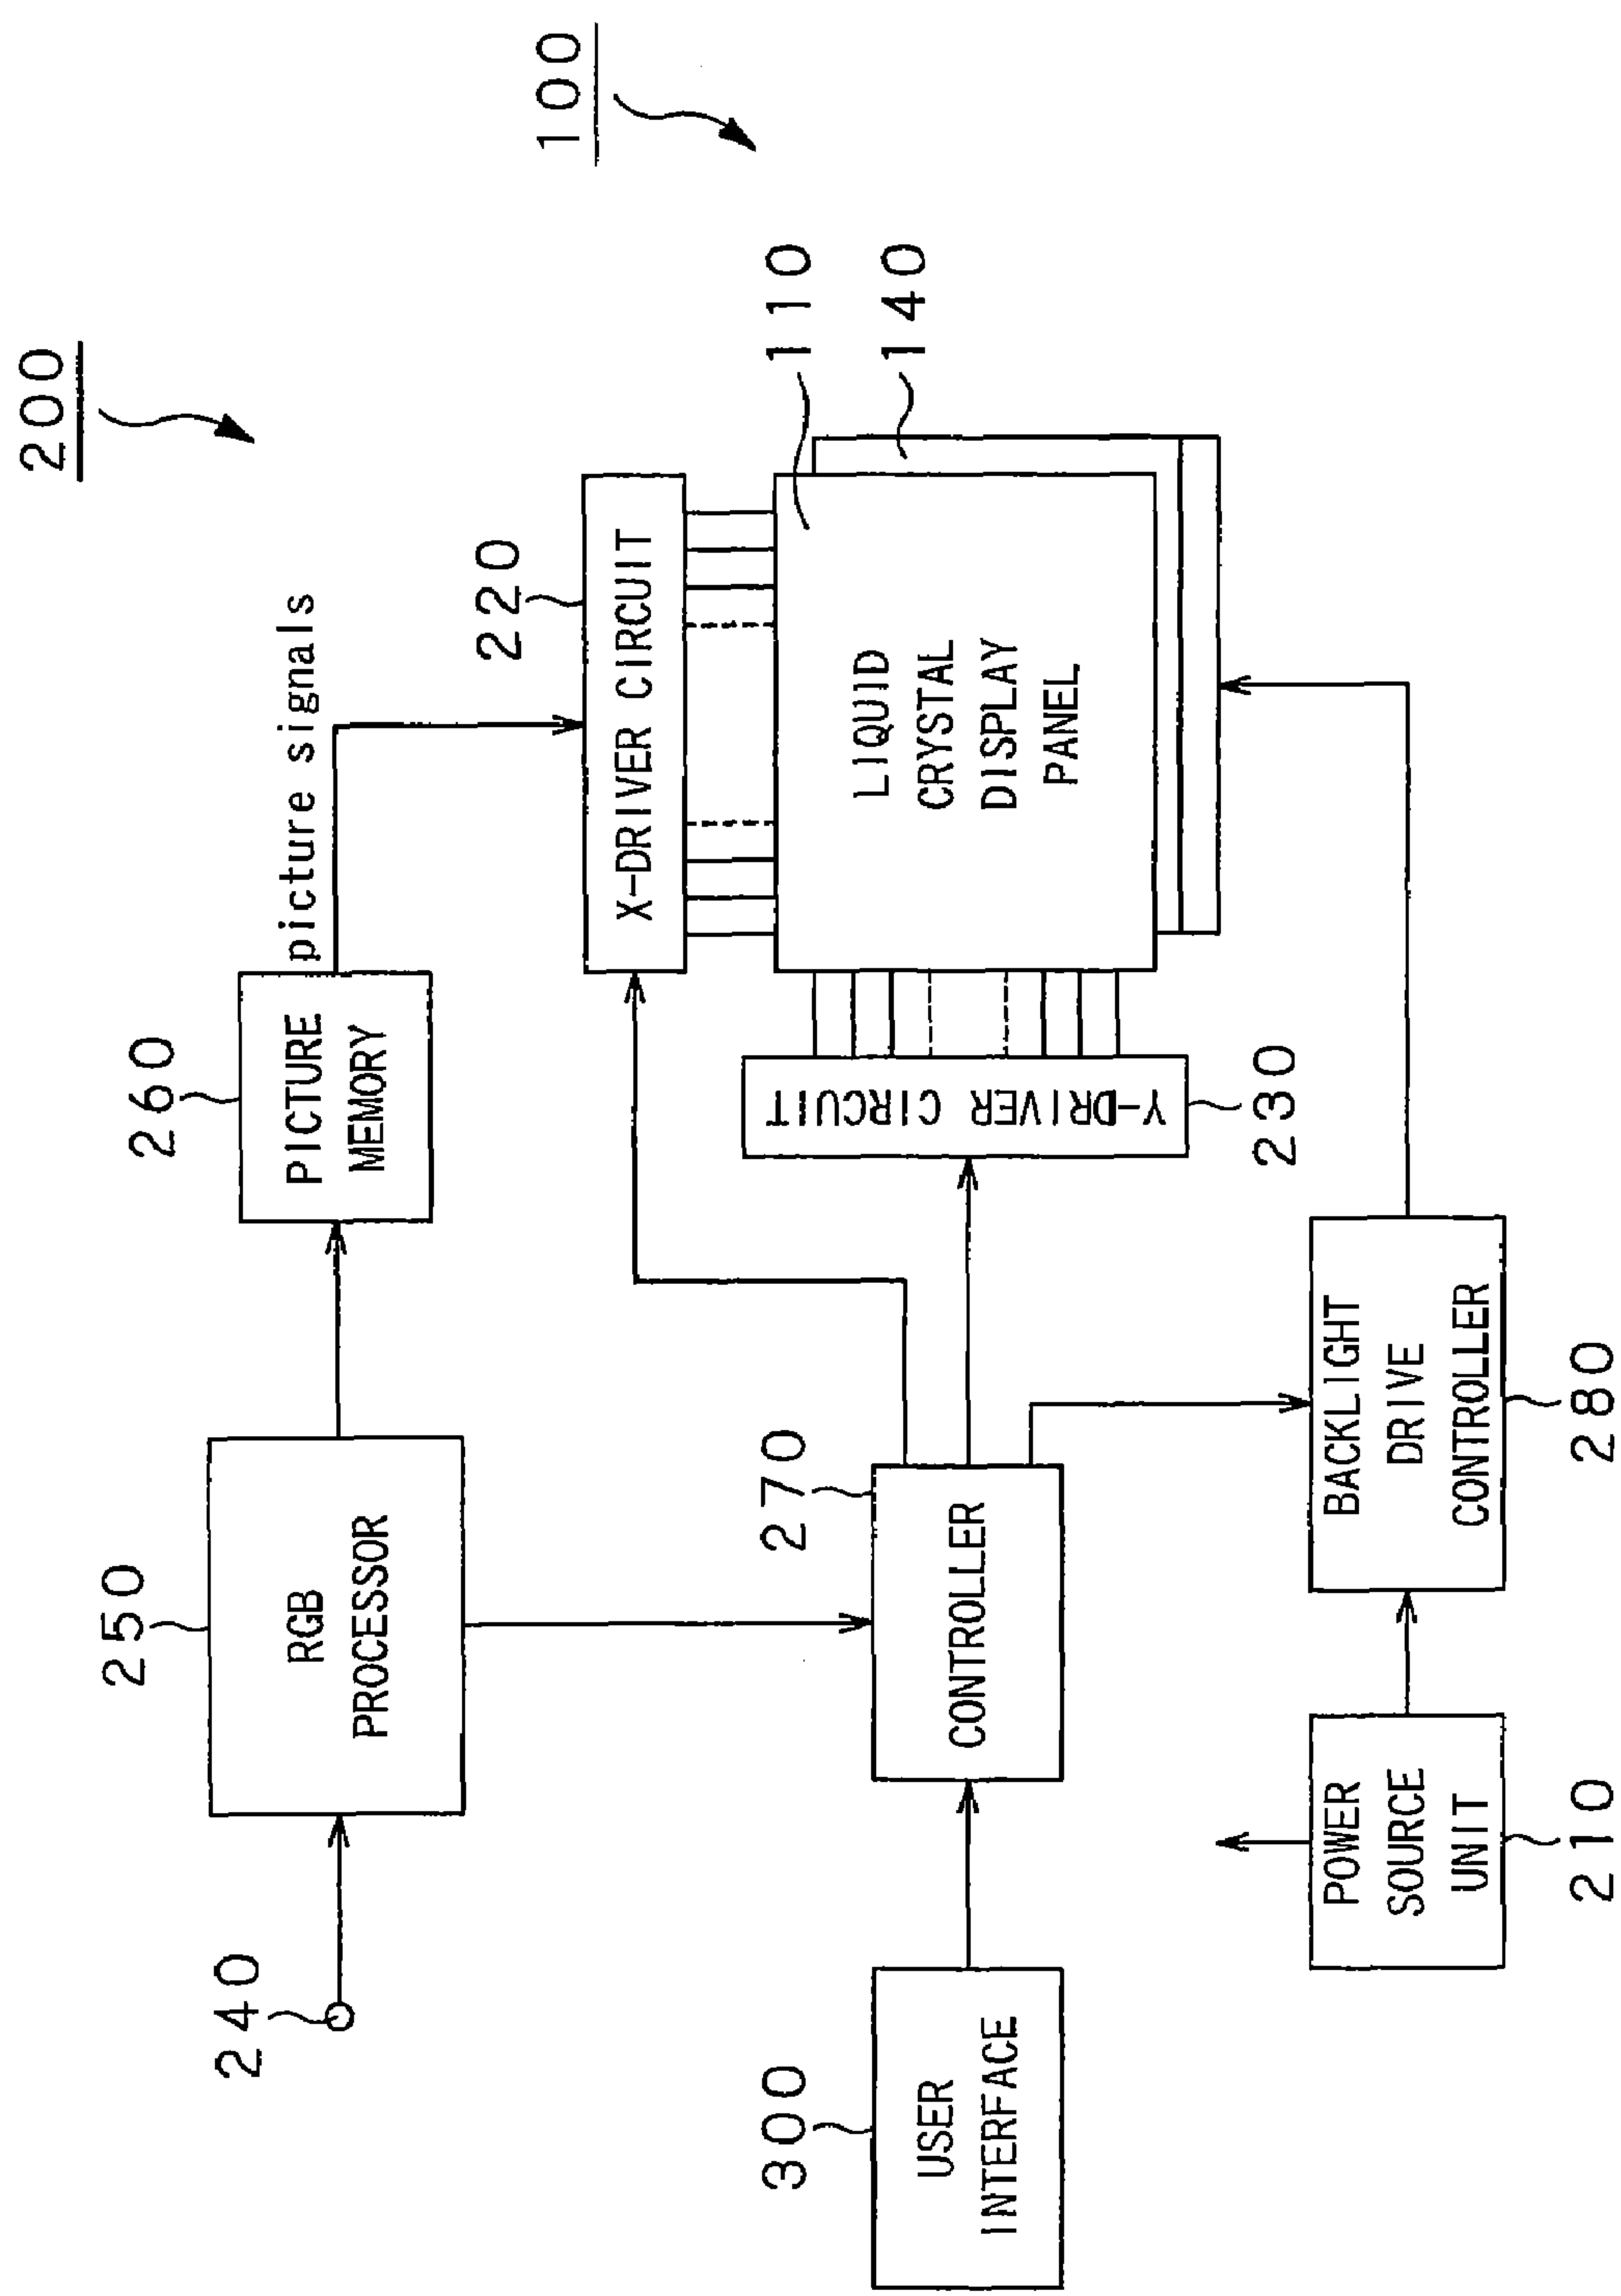 200
100
picture signals
260
PICTURE
MEMORY
250
RGB
PROCESSOR
240
220
X-DRIVER CIRCUIT
110
140
LIQUID
CRYSTAL
DISPLAY
PANEL
Y-DRIVER CIRCUIT
230
270
CONTROLLER
300
USER
INTERFACE
BACKLIGHT
DRIVE
CONTROLLER
280
POWER
SOURCE
UNIT
210